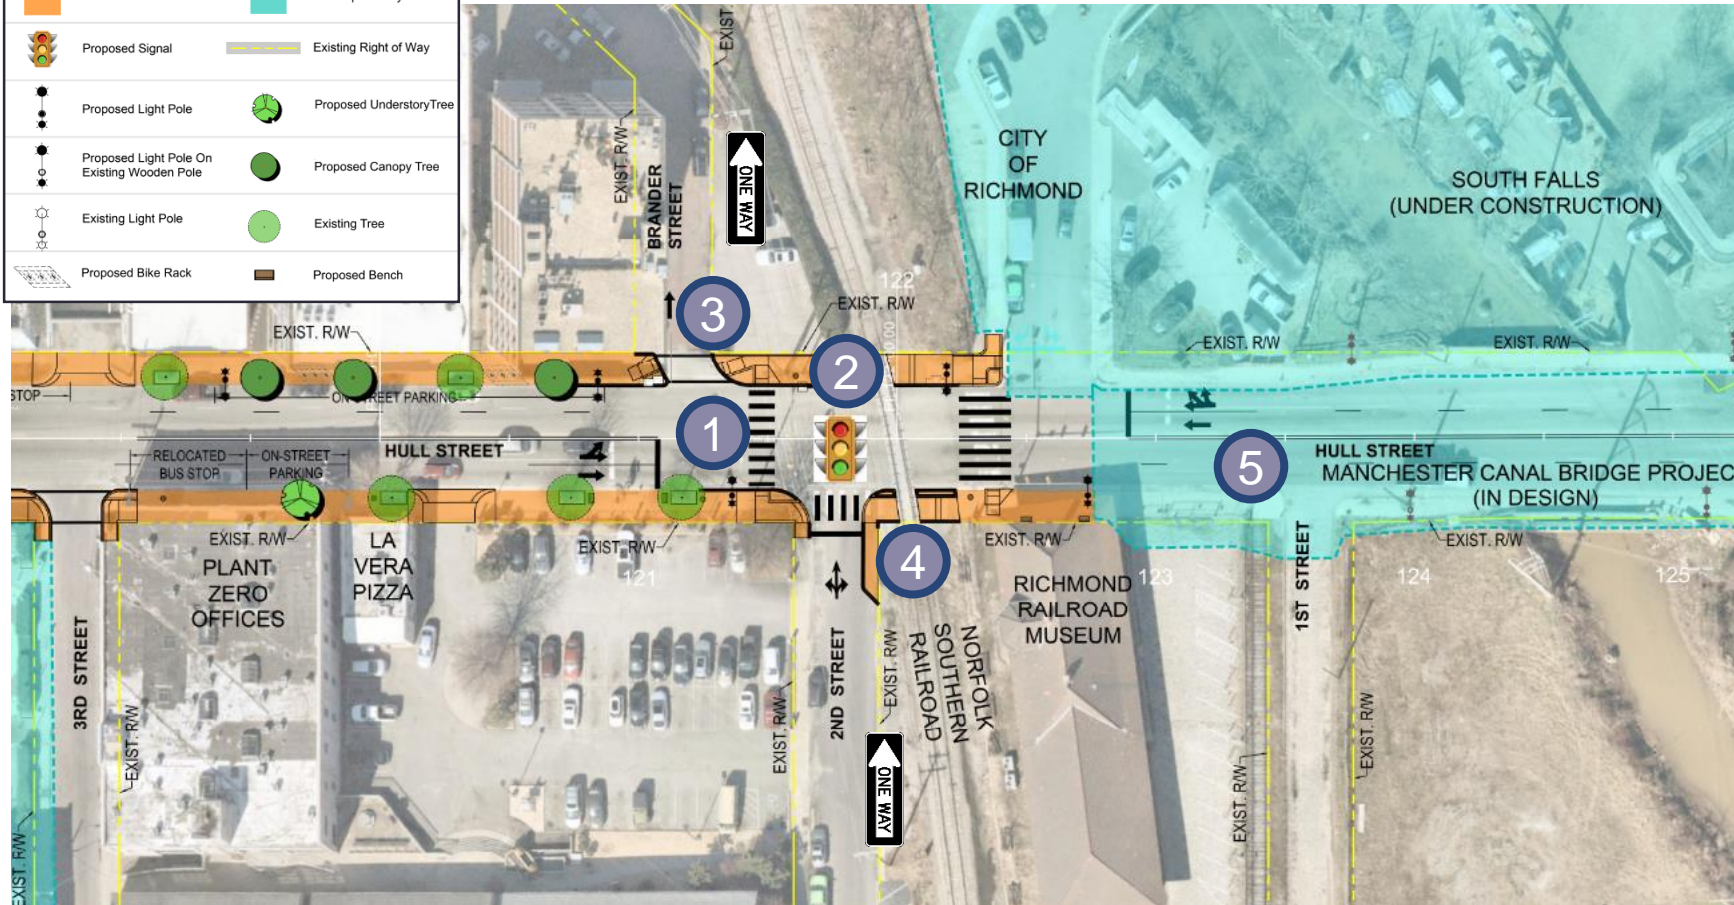 Proposed Signal
Existing Right of Way
Proposed Light Pole
Proposed UnderstoryTree
Proposed Light Pole On
Existing Wooden Pole
Proposed Canopy Tree
Existing Light Pole
Existing Tree
Proposed Bike Rack
Proposed Bench
EXIST.
EXIST. R/W
BRANDER
STREET
ONE WAY
CITY
OF
RICHMOND
SOUTH FALLS
(UNDER CONSTRUCTION)
122
3
EXIST. R/W
EXIST. R/W
EXIST. R/W
EXIST. R/W
2
STOP
ON-STREET PARKING
1
HULL STREET
RELOCATED
BUS STOP
ON-STREET
PARKING
5
HULL STREET
MANCHESTER CANAL BRIDGE PROJEC
(IN DESIGN)
EXIST. R/W
EXIST. R/W
EXIST. R/W
EXIST. R/W
4
PLANT
ZERO
OFFICES
LA
VERA
PIZZA
121
RICHMOND
RAILROAD
MUSEUM
123
1ST STREET
124
125
3RD STREET
2ND STREET
NORFOLK
SOUTHERN
RAILROAD
EXIST. R/W
EXIST. R/W
EXIST. R/W
EXIST. R/W
EXIST. R/W
EXIST. R/W
ONE WAY